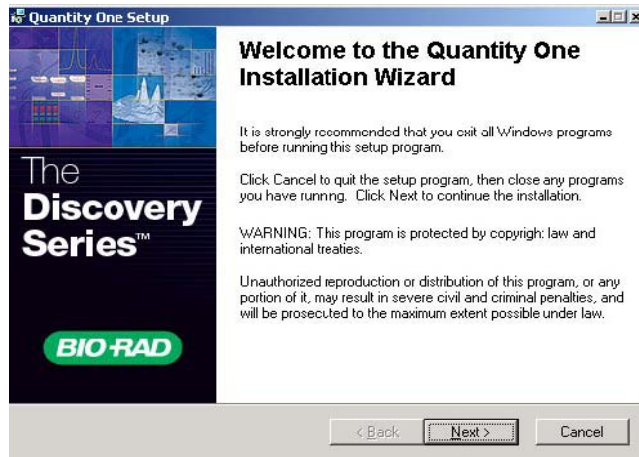 Quantity One Setup
Welcome to the Quantity One
Installation Wizard
It is strongly recommended that you exit all Windows programs
before running this setup program.
Click Cancel to quit the setup program, then close any programs
you have running. Click Next to continue the installation.
WARNING: This program is protected by copyright law and
international treaties.
Unauthorized reproduction or distribution of this program, or any
portion of it, may result in severe civil and criminal penalties, and
will be prosecuted to the maximum extent possible under law.
The
Discovery
Series™
BIO-RAD
< Back
Next >
Cancel